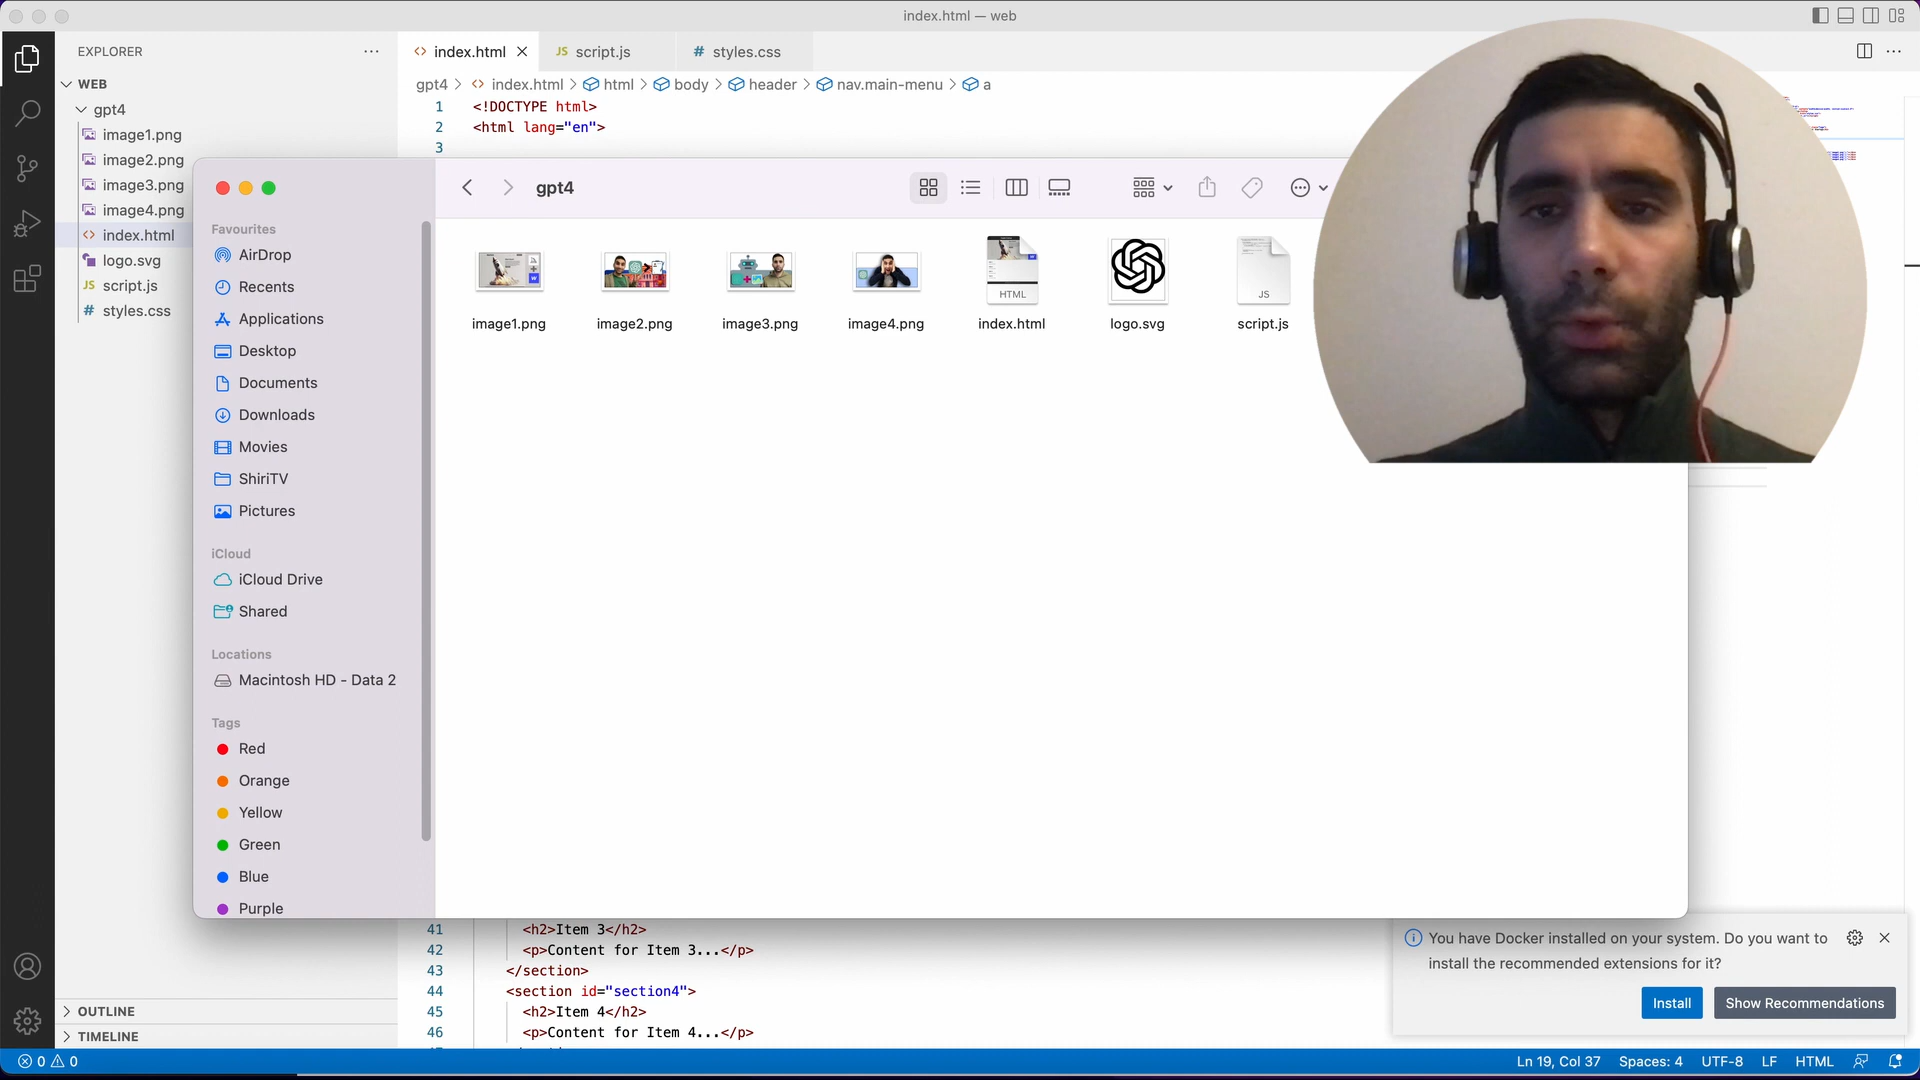 index.html — web
EXPLORER
index.html
JS script.js
# styles.css
WEB
gpt4 > index.html > html > body > header > nav.main-menu > a
gpt4
image1.png
image2.png
image3.png
image4.png
index.html
logo.svg
JS script.js
# styles.css
1 <!DOCTYPE html>
2 <html lang="en">
3
gpt4
Favourites
AirDrop
Recents
Applications
Desktop
Documents
Downloads
Movies
ShiriTV
Pictures
iCloud
iCloud Drive
Shared
Locations
Macintosh HD - Data 2
Tags
Red
Orange
Yellow
Green
Blue
Purple
HTML
JS
image1.png image2.png image3.png image4.png index.html logo.svg script.js
41 <h2>Item 3</h2>
42 <p>Content for Item 3...</p>
43 </section>
44 <section id="section4">
45 <h2>Item 4</h2>
46 <p>Content for Item 4...</p>
You have Docker installed on your system. Do you want to
install the recommended extensions for it?
Install
Show Recommendations
OUTLINE
TIMELINE
0 0
Ln 19, Col 37 Spaces: 4 UTF-8 LF HTML